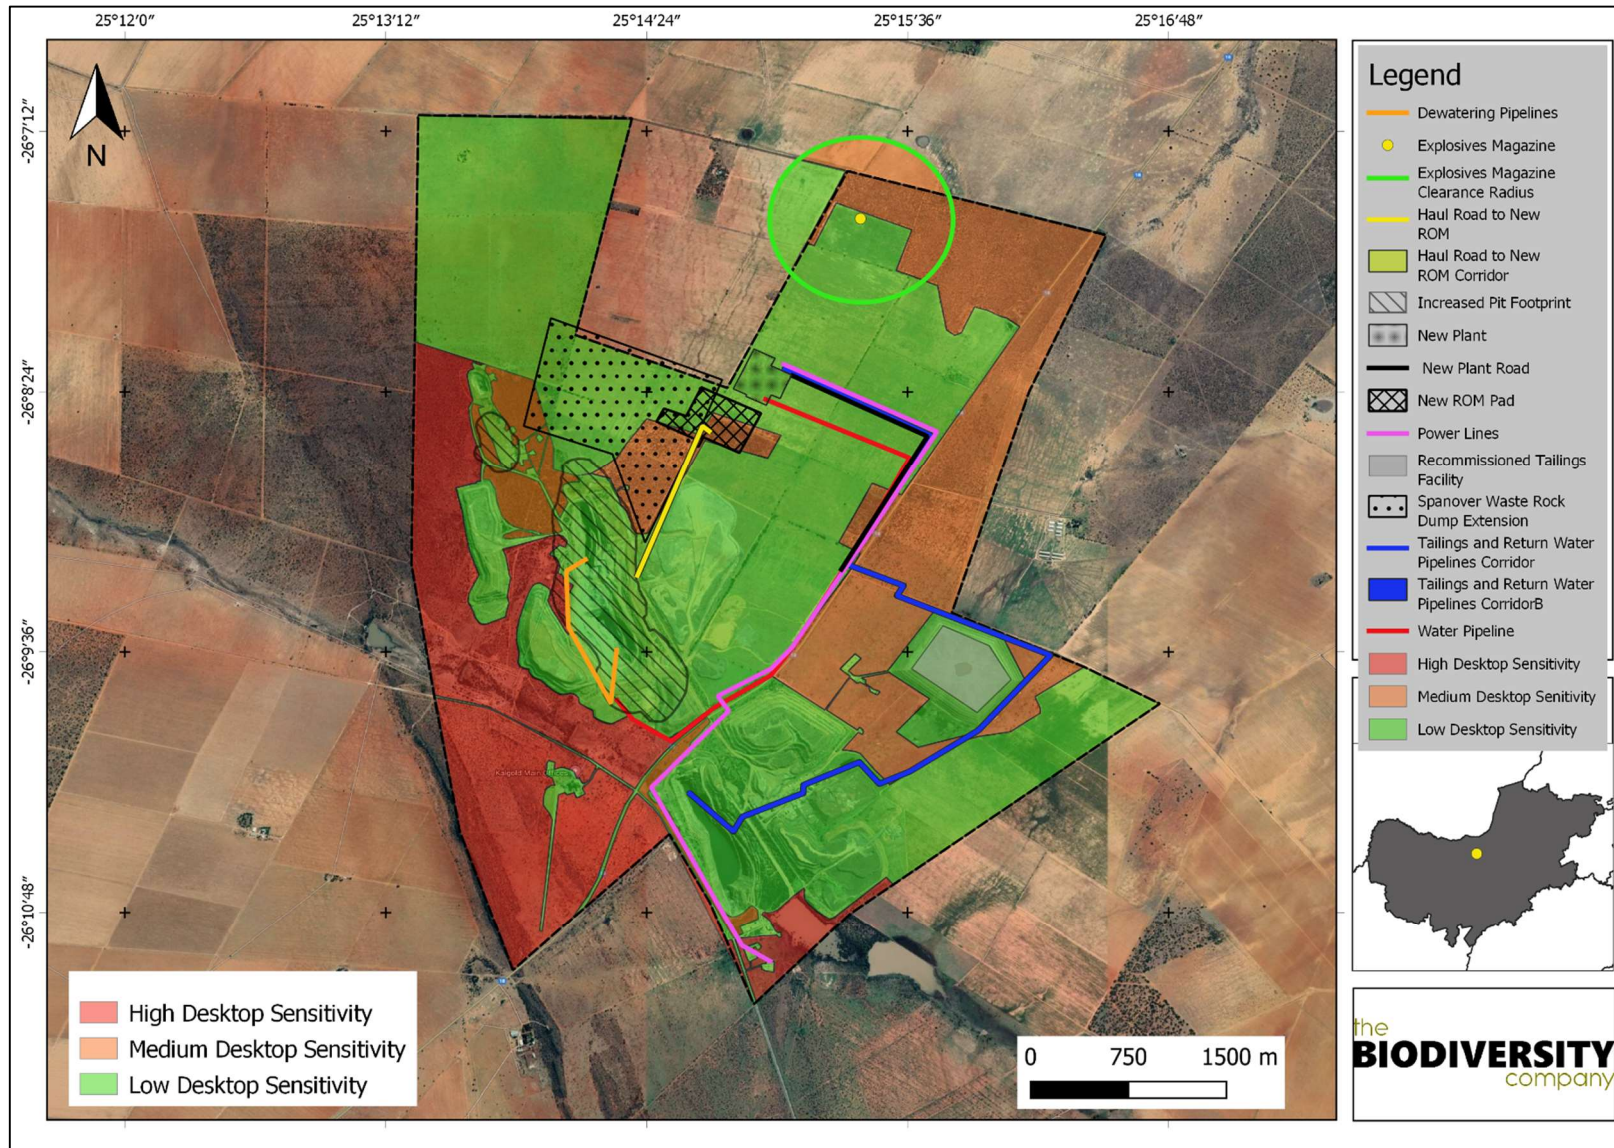 25°12′0″
25°13′12″
25°14′24″
25°15′36″
25°16′48″
-26°7′12″
-26°8′24″
-26°9′36″
-26°10′48″
N
Legend
Dewatering Pipelines
Explosives Magazine
Explosives Magazine
Clearance Radius
Haul Road to New
ROM
Haul Road to New
ROM Corridor
Increased Pit Footprint
New Plant
New Plant Road
New ROM Pad
Power Lines
Recommissioned Tailings
Facility
Spanover Waste Rock
Dump Extension
Tailings and Return Water
Pipelines Corridor
Tailings and Return Water
Pipelines CorridorB
Water Pipeline
High Desktop Sensitivity
Medium Desktop Senitivity
Low Desktop Sensitivity
Kalgold Main
High Desktop Sensitivity
Medium Desktop Sensitivity
Low Desktop Sensitivity
0 750 1500 m
the
BIODIVERSITY
company